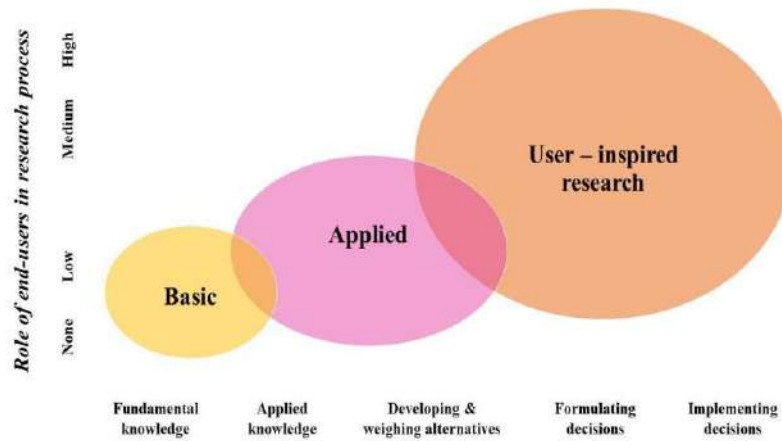 Role of end-users in research process
High
Medium
Low
None
User – inspired
research
Applied
Basic
Fundamental
knowledge
Applied
knowledge
Developing &
weighing alternatives
Formulating
decisions
Implementing
decisions